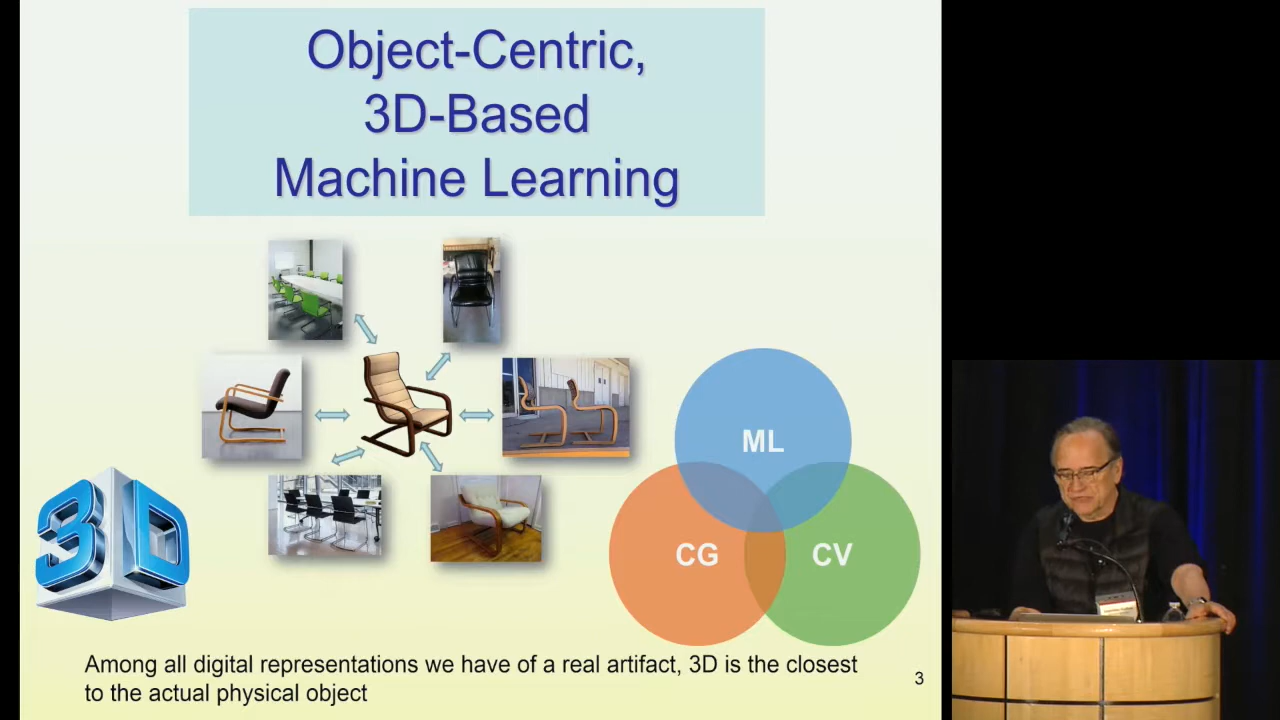 Object-Centric,
3D-Based
Machine Learning
ML
CG
CV
3D
Among all digital representations we have of a real artifact, 3D is the closest
to the actual physical object
3